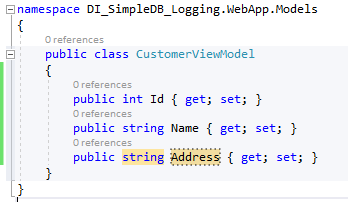 namespace DI_SimpleDB_Logging.WebApp.Models
{
0 references
public class CustomerViewModel
{
0 references
public int Id { get; set; }
0 references
public string Name { get; set; }
0 references
public string Address { get; set; }
}
}